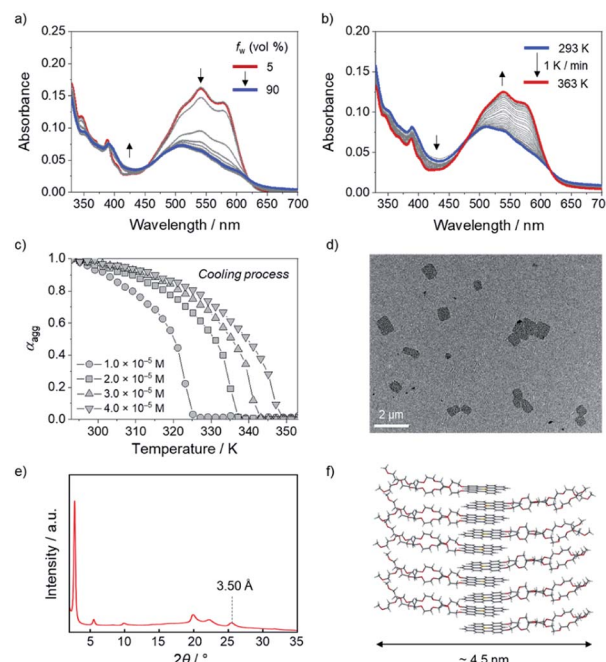 a)
0.25
0.20
0.15
0.10
0.05
0.00
Absorbance
350 400 450 500 550 600 650 700
Wavelength / nm
fw (vol %)
5
90
b)
0.20
0.15
0.10
0.05
0.00
Absorbance
350 400 450 500 550 600 650 700
Wavelength / nm
293 K
1 K / min
363 K
c)
1.0
0.8
0.6
0.4
0.2
0.0
αagg
Cooling process
1.0 × 10⁻⁵ M
2.0 × 10⁻⁵ M
3.0 × 10⁻⁵ M
4.0 × 10⁻⁵ M
300 310 320 330 340 350
Temperature / K
d)
2 μm
e)
Intensity / a.u.
3.50 Å
5 10 15 20 25 30 35
2θ / °
f)
~ 4.5 nm